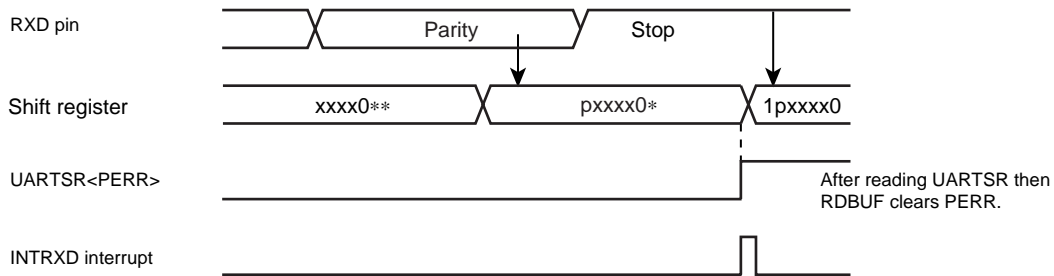 RXD pin
Parity
Stop
Shift register
xxxx0**
pxxxx0*
1pxxxx0
UARTSR<PERR>
After reading UARTSR then
RDBUF clears PERR.
INTRXD interrupt